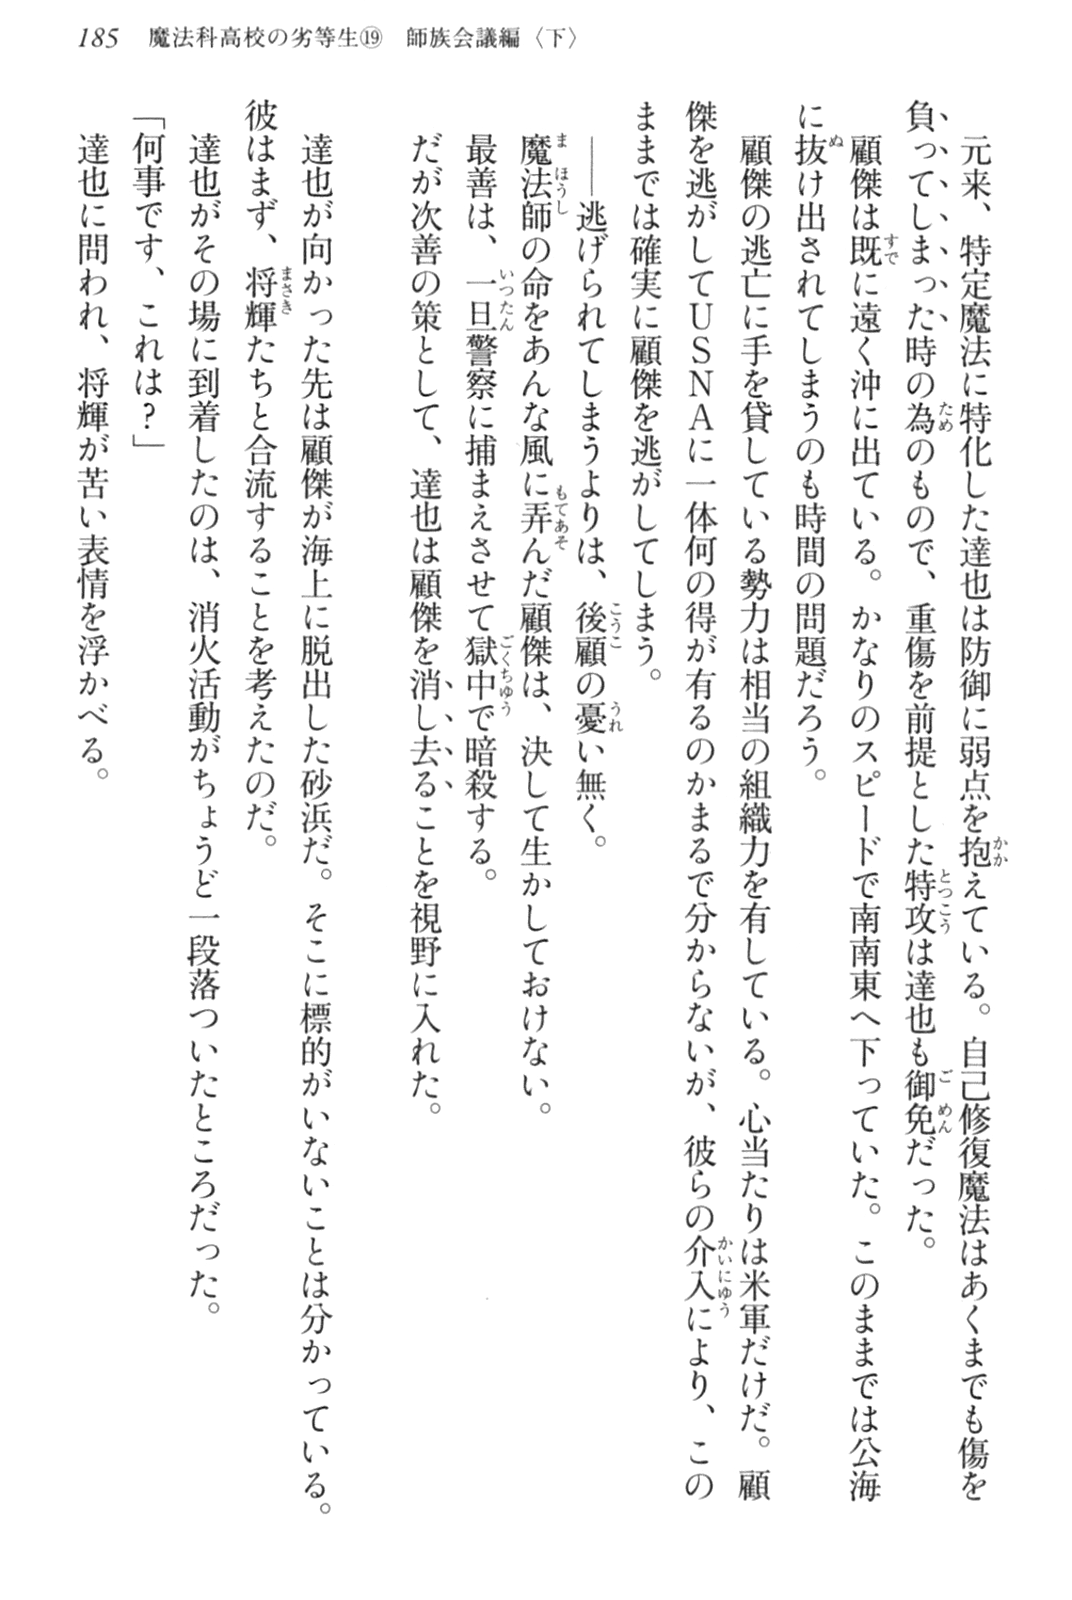 185 魔法科高校の劣等生⑲ 師族会議編〈下〉
元来、特定魔法に特化した達也は防御に弱点を抱えている。自己修復魔法はあくまでも傷を
負ってしまった時の為のもので、重傷を前提とした特攻は達也も御免だった。
顧傑は既に遠く沖に出ている。かなりのスピードで南南東へ下っていた。このままでは公海
に抜け出されてしまうのも時間の問題だろう。
顧傑の逃亡に手を貸している勢力は相当の組織力を有している。心当たりは米軍だけだ。顧
傑を逃がしてＵＳＮＡに一体何の得が有るのかまるで分からないが、彼らの介入により、この
ままでは確実に顧傑を逃がしてしまう。
――逃げられてしまうよりは、後顧の憂い無く。
魔法師の命をあんな風に弄んだ顧傑は、決して生かしておけない。
最善は、一旦警察に捕まえさせて獄中で暗殺する。
だが次善の策として、達也は顧傑を消し去ることを視野に入れた。
達也が向かった先は顧傑が海上に脱出した砂浜だ。そこに標的がいないことは分かっている。
彼はまず、将輝たちと合流することを考えたのだ。
達也がその場に到着したのは、消火活動がちょうど一段落ついたところだった。
「何事です、これは？」
達也に問われ、将輝が苦い表情を浮かべる。